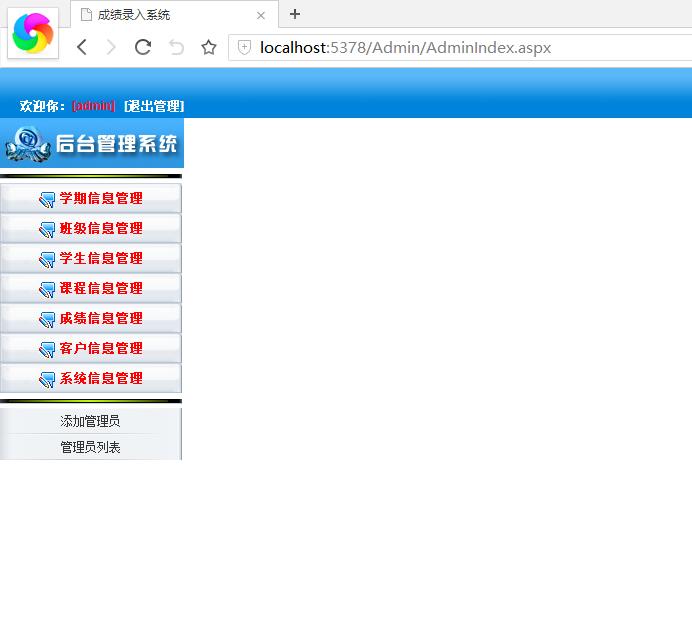 成绩录入系统
localhost:5378/Admin/AdminIndex.aspx
欢迎你：[admin] [退出管理]
后台管理系统
学期信息管理
班级信息管理
学生信息管理
课程信息管理
成绩信息管理
客户信息管理
系统信息管理
添加管理员
管理员列表